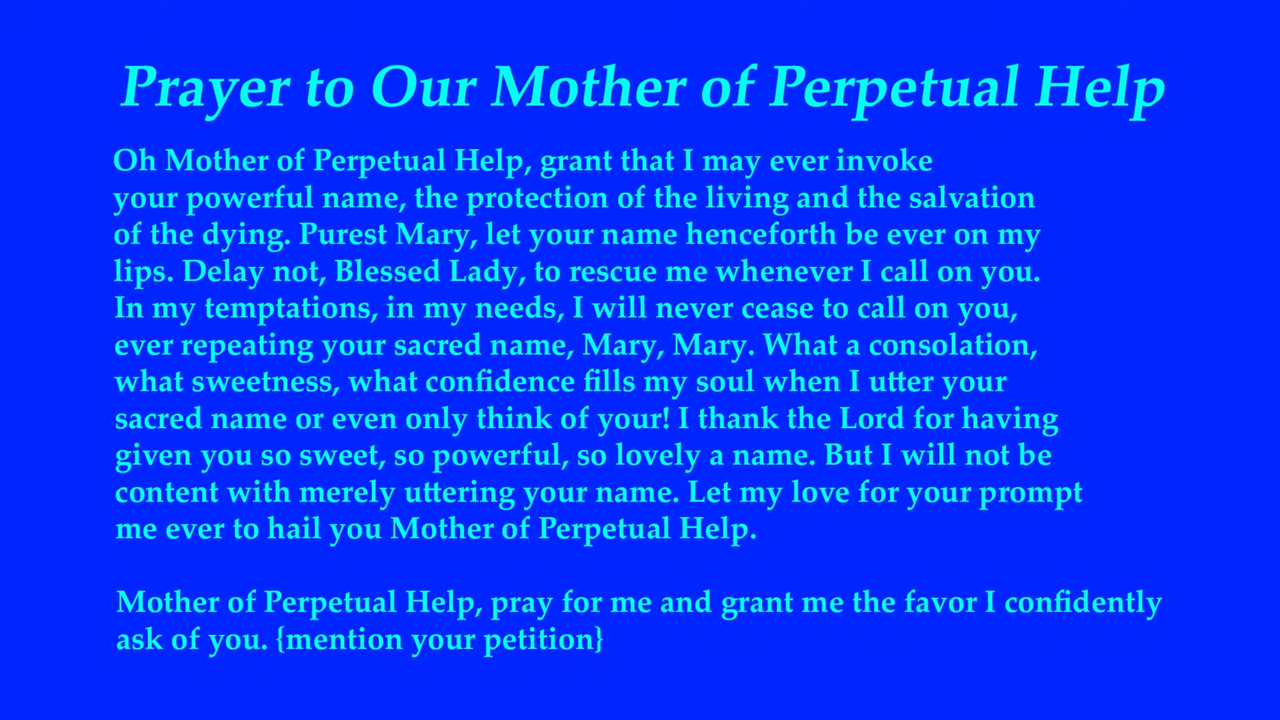 Prayer to Our Mother of Perpetual Help
Oh Mother of Perpetual Help, grant that I may ever invoke
your powerful name, the protection of the living and the salvation
of the dying. Purest Mary, let your name henceforth be ever on my
lips. Delay not, Blessed Lady, to rescue me whenever I call on you.
In my temptations, in my needs, I will never cease to call on you,
ever repeating your sacred name, Mary, Mary. What a consolation,
what sweetness, what confidence fills my soul when I utter your
sacred name or even only think of your! I thank the Lord for having
given you so sweet, so powerful, so lovely a name. But I will not be
content with merely uttering your name. Let my love for your prompt
me ever to hail you Mother of Perpetual Help.
Mother of Perpetual Help, pray for me and grant me the favor I confidently
ask of you. {mention your petition}